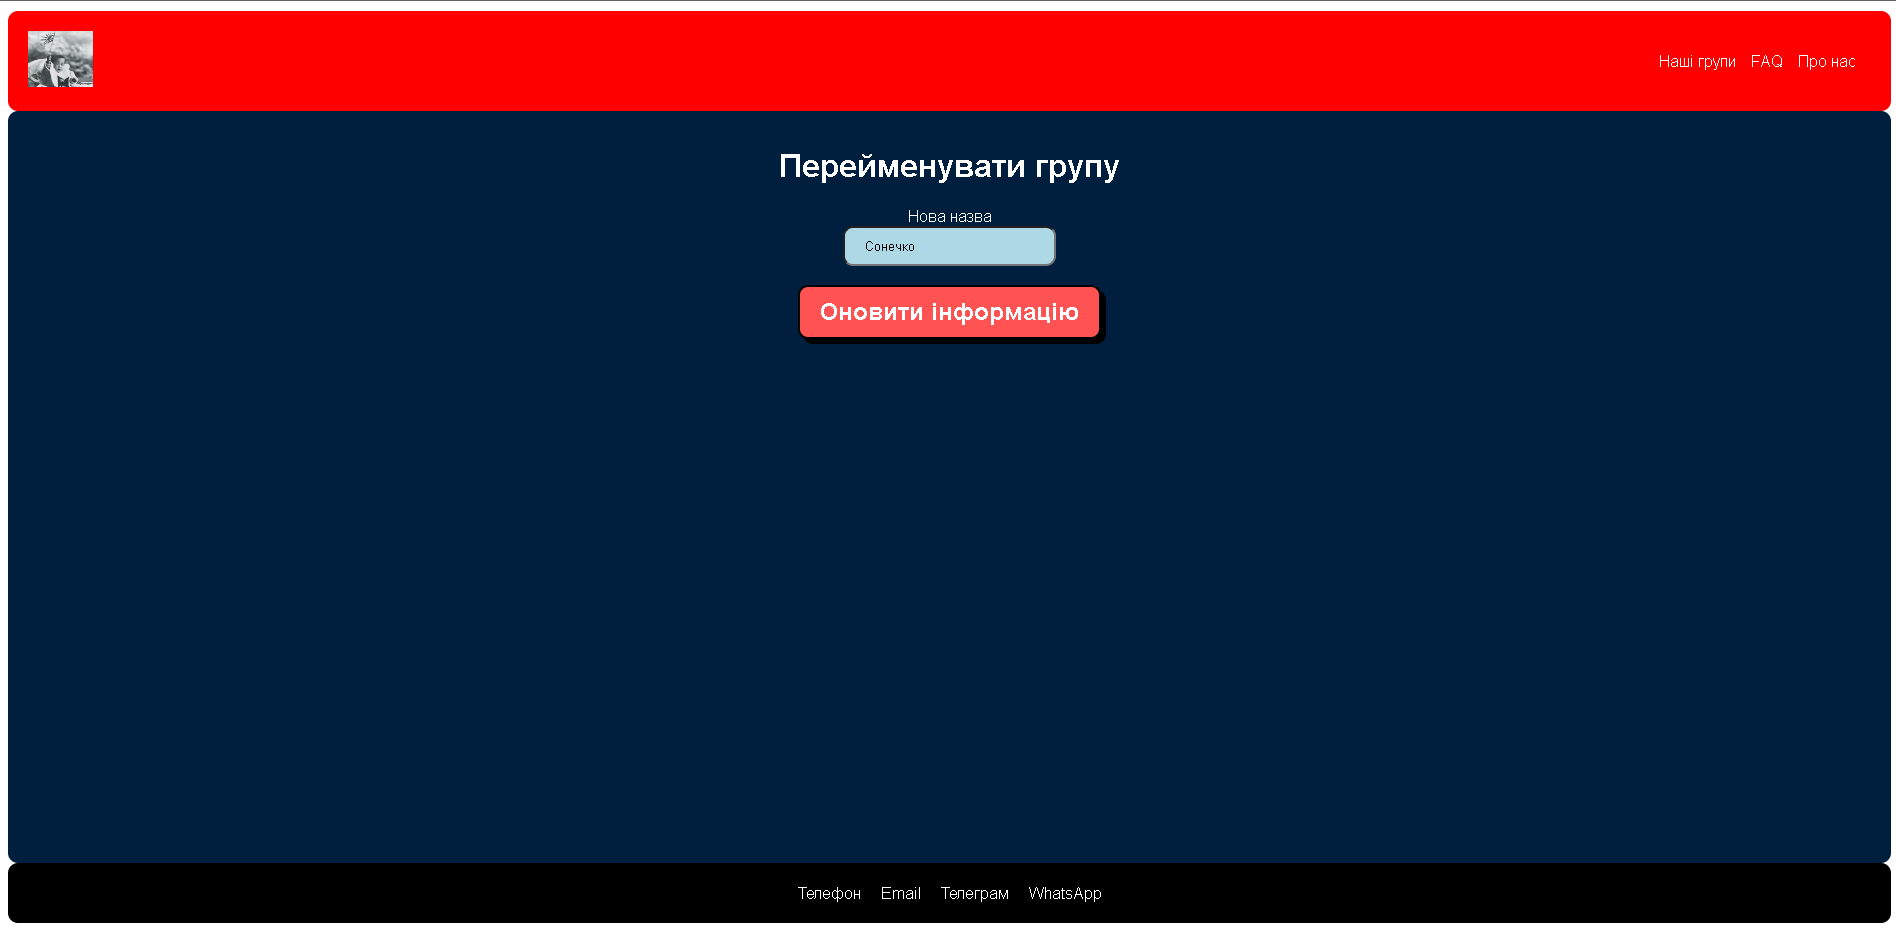 Наші групи FAQ Про нас
Перейменувати групу
Нова назва
Сонечко
Оновити інформацію
Телефон Email Телеграм WhatsApp